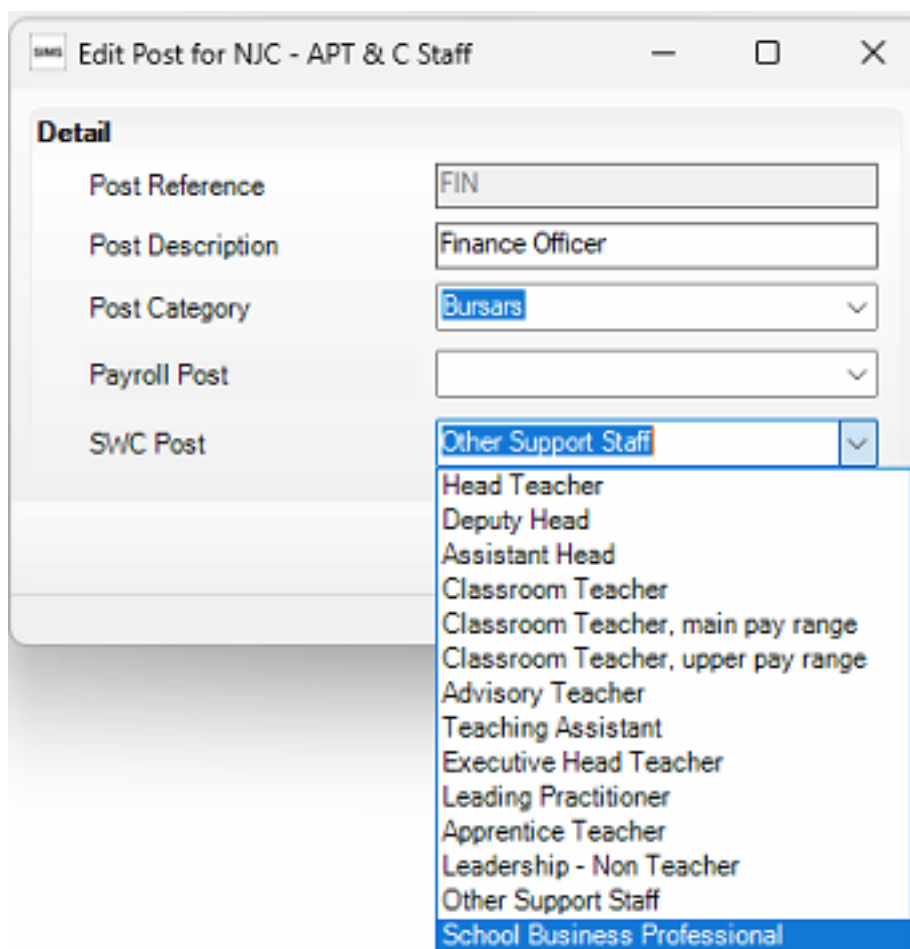 SIMS Edit Post for NJC - APT & C Staff
Detail
Post Reference FIN
Post Description Finance Officer
Post Category Bursars
Payroll Post
SWC Post Other Support Staff
Head Teacher
Deputy Head
Assistant Head
Classroom Teacher
Classroom Teacher, main pay range
Classroom Teacher, upper pay range
Advisory Teacher
Teaching Assistant
Executive Head Teacher
Leading Practitioner
Apprentice Teacher
Leadership - Non Teacher
Other Support Staff
School Business Professional